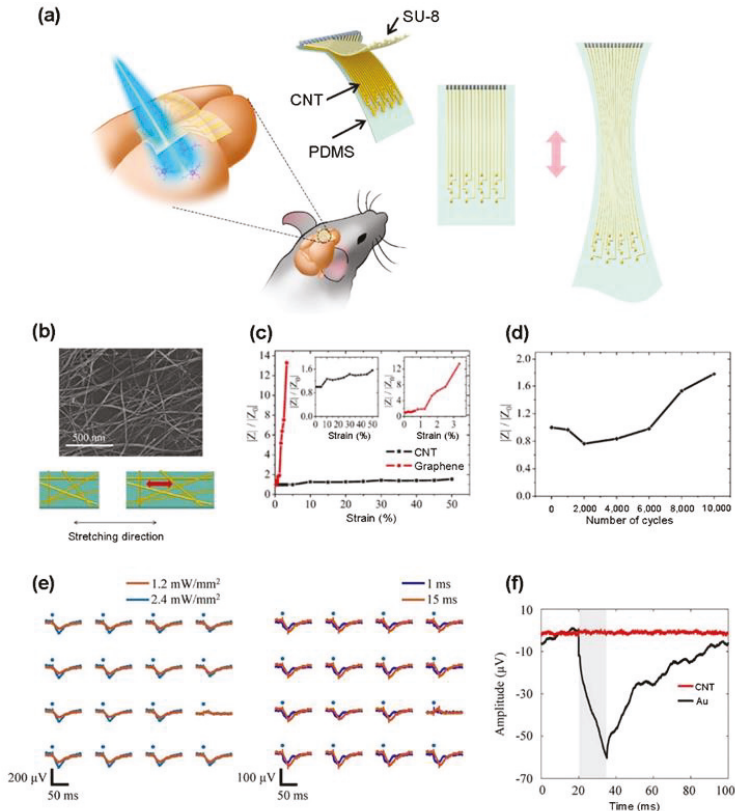 (a)
SU-8
CNT
PDMS
(b)
500 nm
Stretching direction
(c)
|Z| / |Z₀|
14
12
10
8
6
4
2
0
0 10 20 30 40 50
Strain (%)
|Z| / |Z₀|
1.6
1.2
0.8
0.4
0.0
0 10 20 30 40 50
Strain (%)
|Z| / |Z₀|
12
8
4
0
0 1 2 3
Strain (%)
CNT
Graphene
(d)
|Z| / |Z₀|
2.0
1.6
1.2
0.8
0.4
0.0
0 2,000 4,000 6,000 8,000 10,000
Number of cycles
(e)
1.2 mW/mm²
2.4 mW/mm²
200 µV
50 ms
1 ms
15 ms
100 µV
50 ms
(f)
Amplitude (µV)
10
-10
-30
-50
-70
0 20 40 60 80 100
Time (ms)
CNT
Au